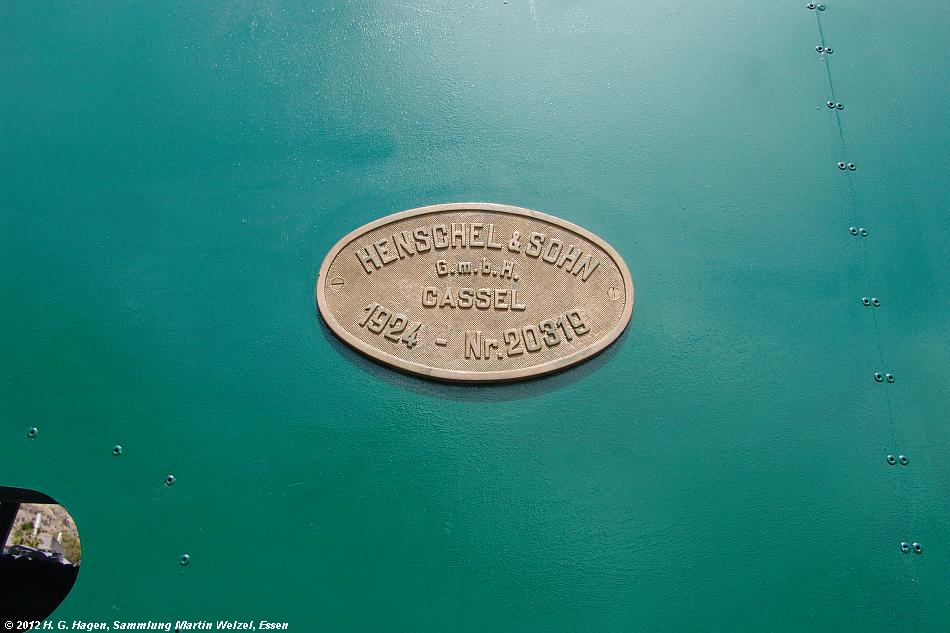 HENSCHEL & SOHN
G.m.b.H.
CASSEL
1924 - Nr. 20319
© 2012 H. G. Hagen, Sammlung Martin Welzel, Essen